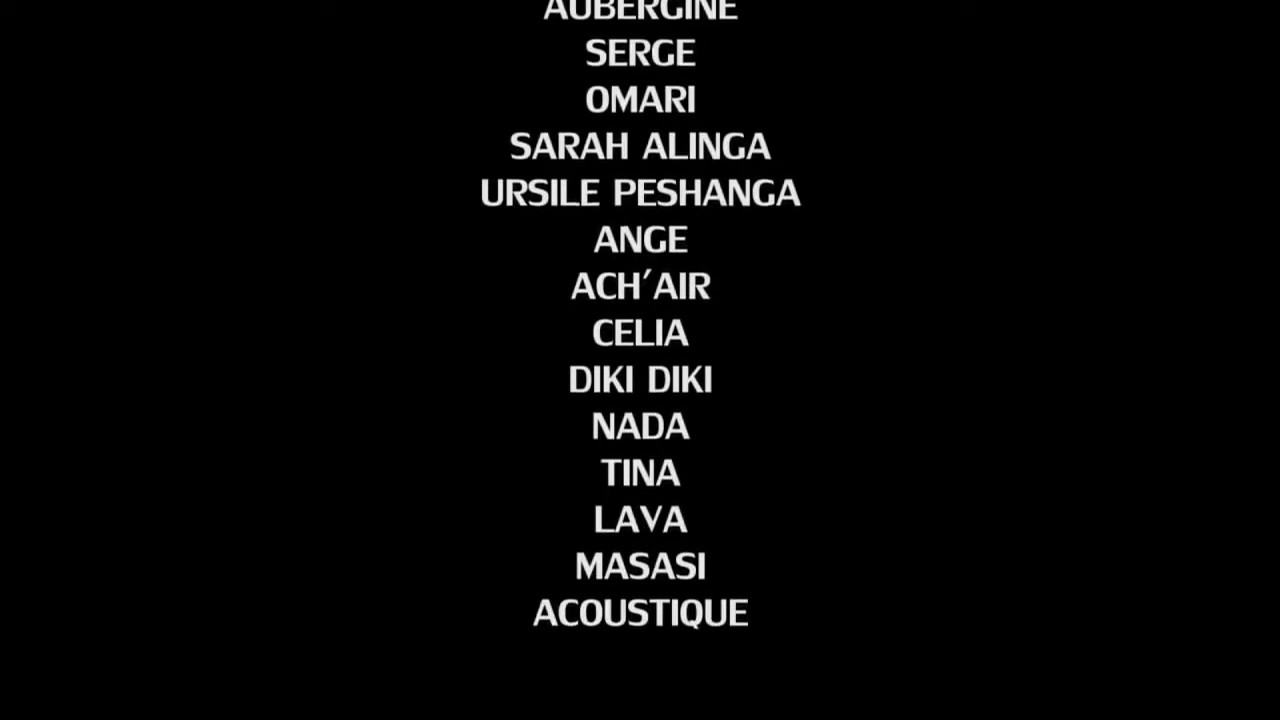 AUBERGINE
SERGE
OMARI
SARAH ALINGA
URSILE PESHANGA
ANGE
ACH'AIR
CELIA
DIKI DIKI
NADA
TINA
LAVA
MASASI
ACOUSTIQUE